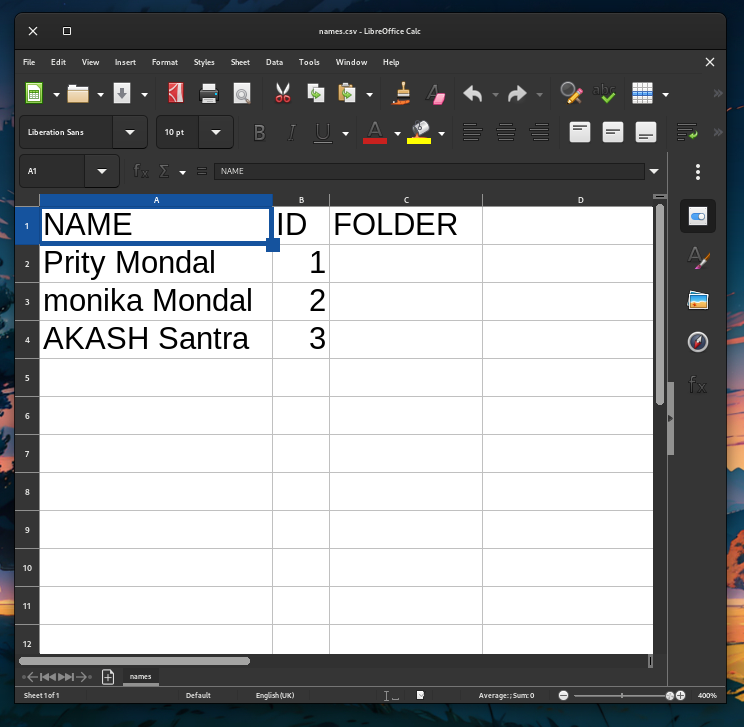 names.csv - LibreOffice Calc
File Edit View Insert Format Styles Sheet Data Tools Window Help
Liberation Sans 10 pt B I U A
A1 fx Σ = NAME
A B C D
1 NAME ID FOLDER
2 Prity Mondal 1
3 monika Mondal 2
4 AKASH Santra 3
5
6
7
8
9
10
11
12
names
Sheet 1 of 1 Default English (UK) Average: ; Sum: 0 400%